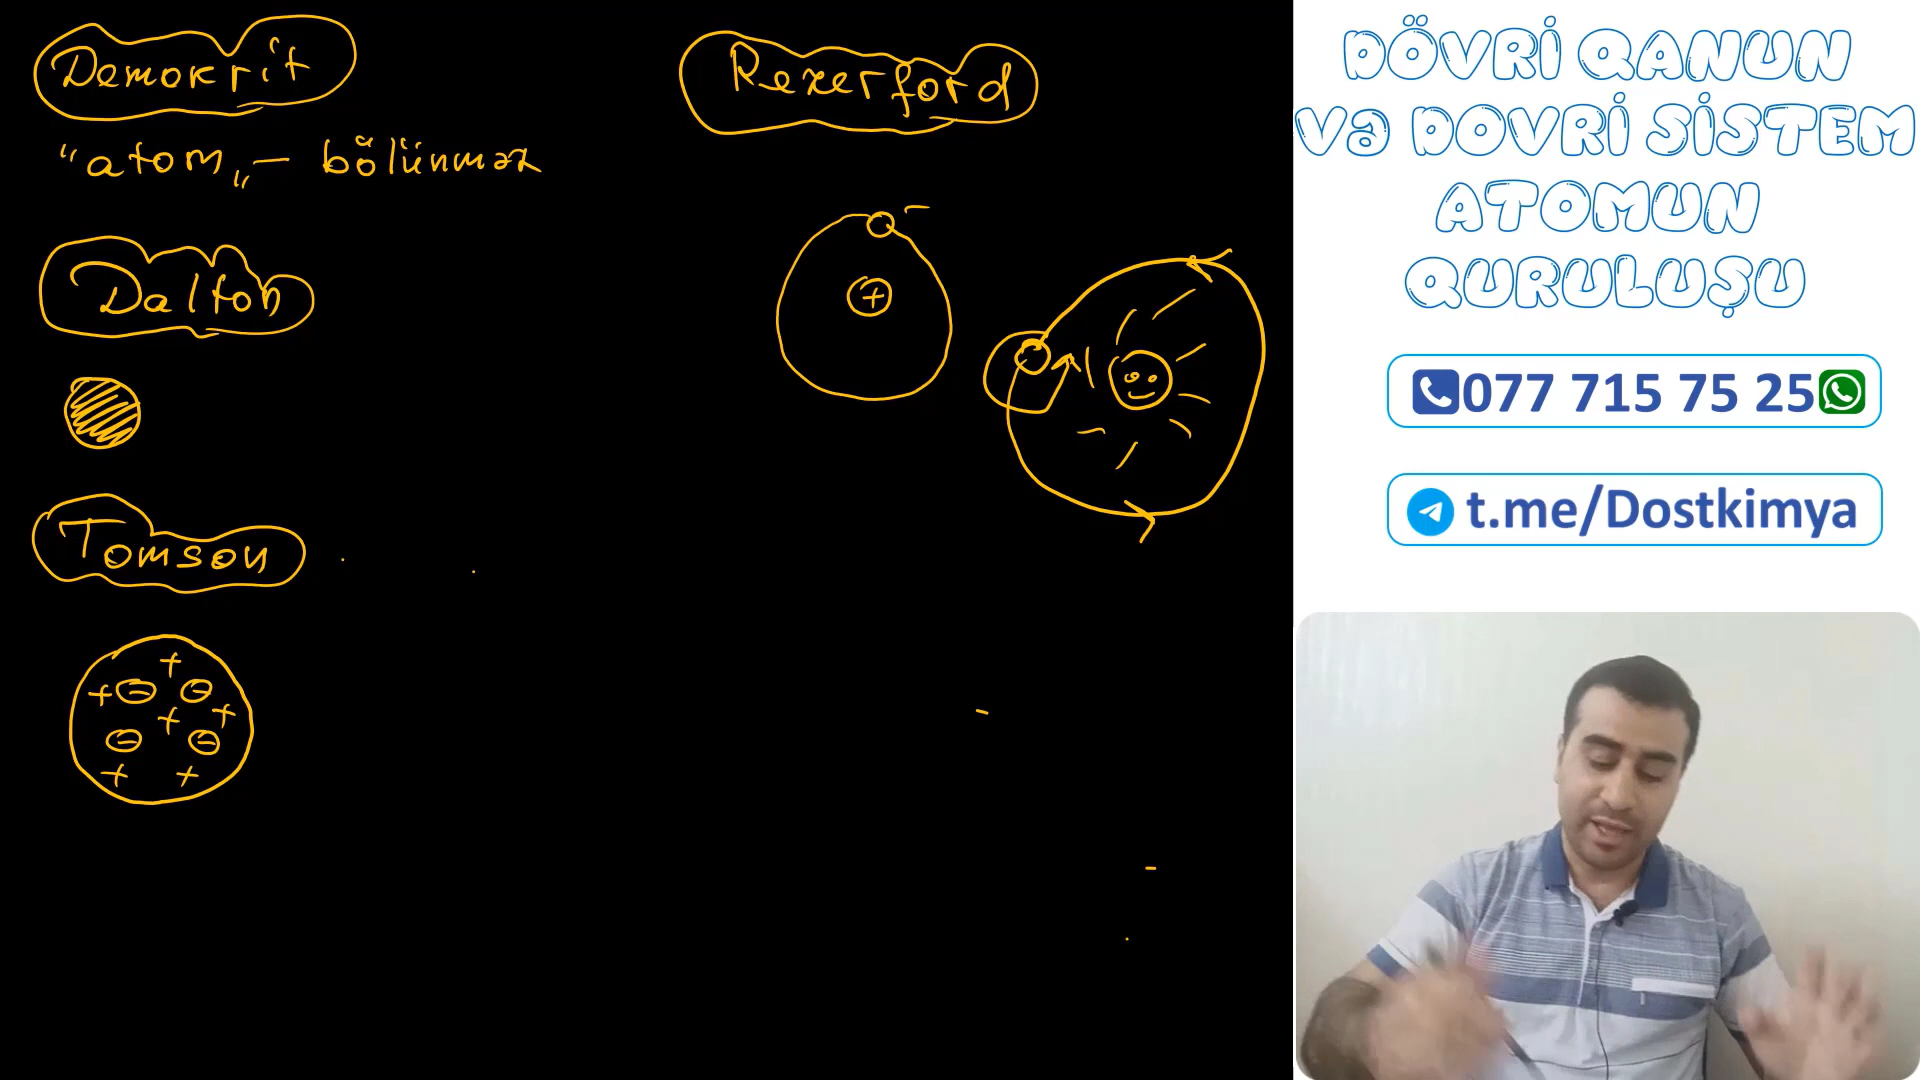 Demokrit
"atom„ – bölünməz
Dalton
Tomson
Rezerford
DÖVRİ QANUN
VƏ DOVRİ SİSTEM
ATOMUN
QURULUŞU
077 715 75 25
t.me/Dostkimya